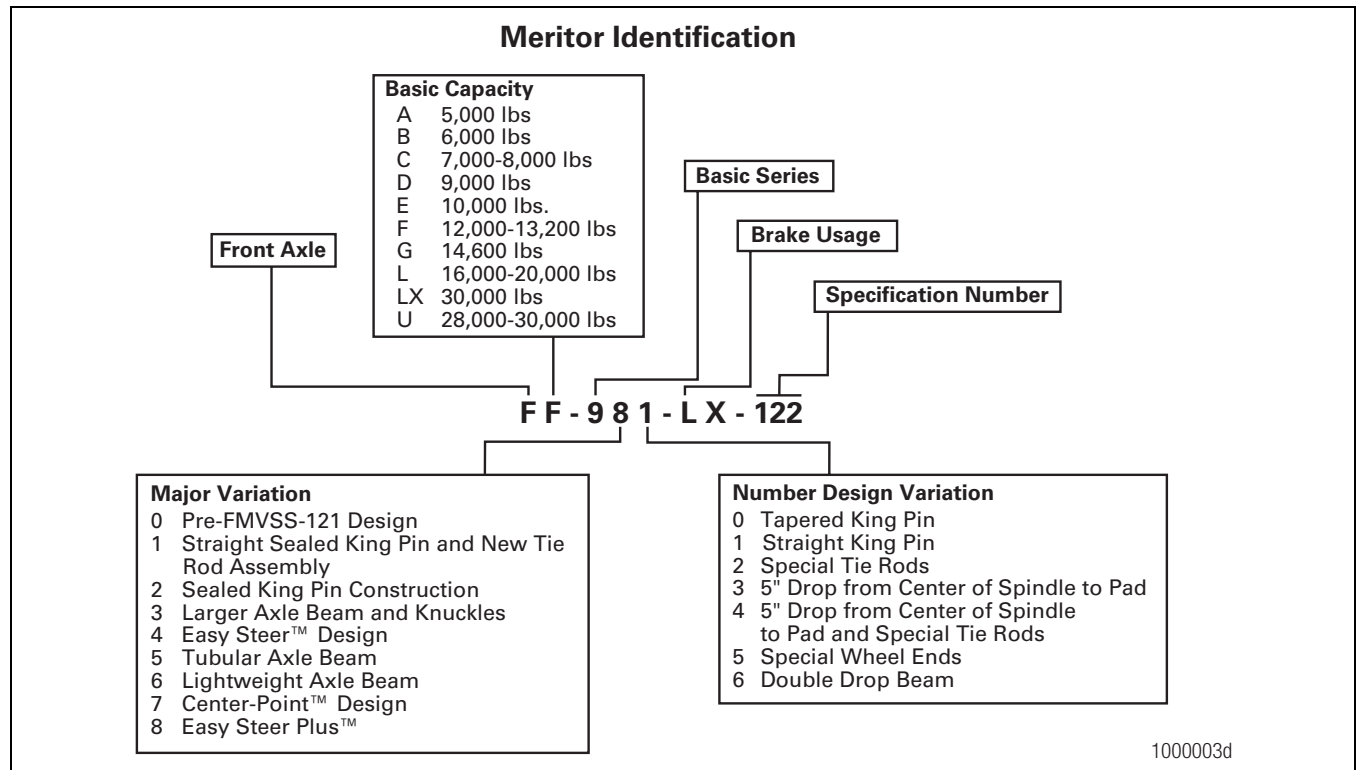 Meritor Identification
Basic Capacity
A 5,000 lbs
B 6,000 lbs
C 7,000-8,000 lbs
D 9,000 lbs
E 10,000 lbs.
F 12,000-13,200 lbs
G 14,600 lbs
L 16,000-20,000 lbs
LX 30,000 lbs
U 28,000-30,000 lbs
Front Axle
Basic Series
Brake Usage
Specification Number
F F - 9 8 1 - L X - 122
Major Variation
0 Pre-FMVSS-121 Design
1 Straight Sealed King Pin and New Tie
Rod Assembly
2 Sealed King Pin Construction
3 Larger Axle Beam and Knuckles
4 Easy Steer™ Design
5 Tubular Axle Beam
6 Lightweight Axle Beam
7 Center-Point™ Design
8 Easy Steer Plus™
Number Design Variation
0 Tapered King Pin
1 Straight King Pin
2 Special Tie Rods
3 5" Drop from Center of Spindle to Pad
4 5" Drop from Center of Spindle
to Pad and Special Tie Rods
5 Special Wheel Ends
6 Double Drop Beam
1000003d